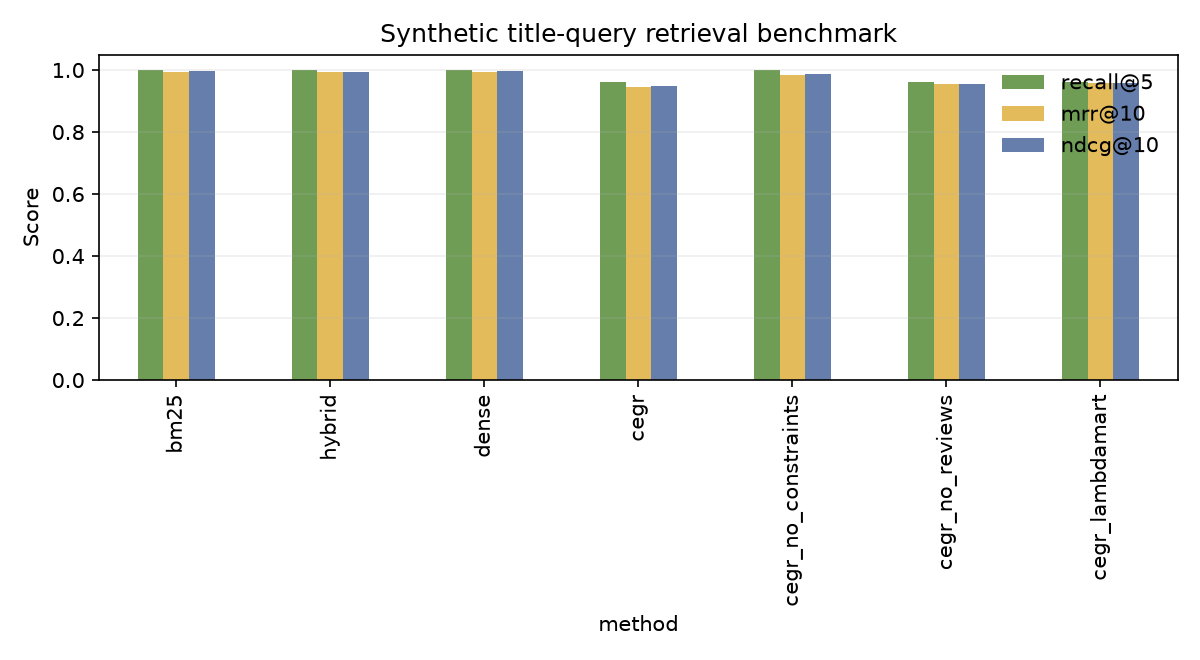 Synthetic title-query retrieval benchmark
1.0
0.8
0.6
0.4
0.2
0.0
Score
recall@5
mrr@10
ndcg@10
bm25
hybrid
dense
cegr
cegr_no_constraints
cegr_no_reviews
cegr_lambdamart
method